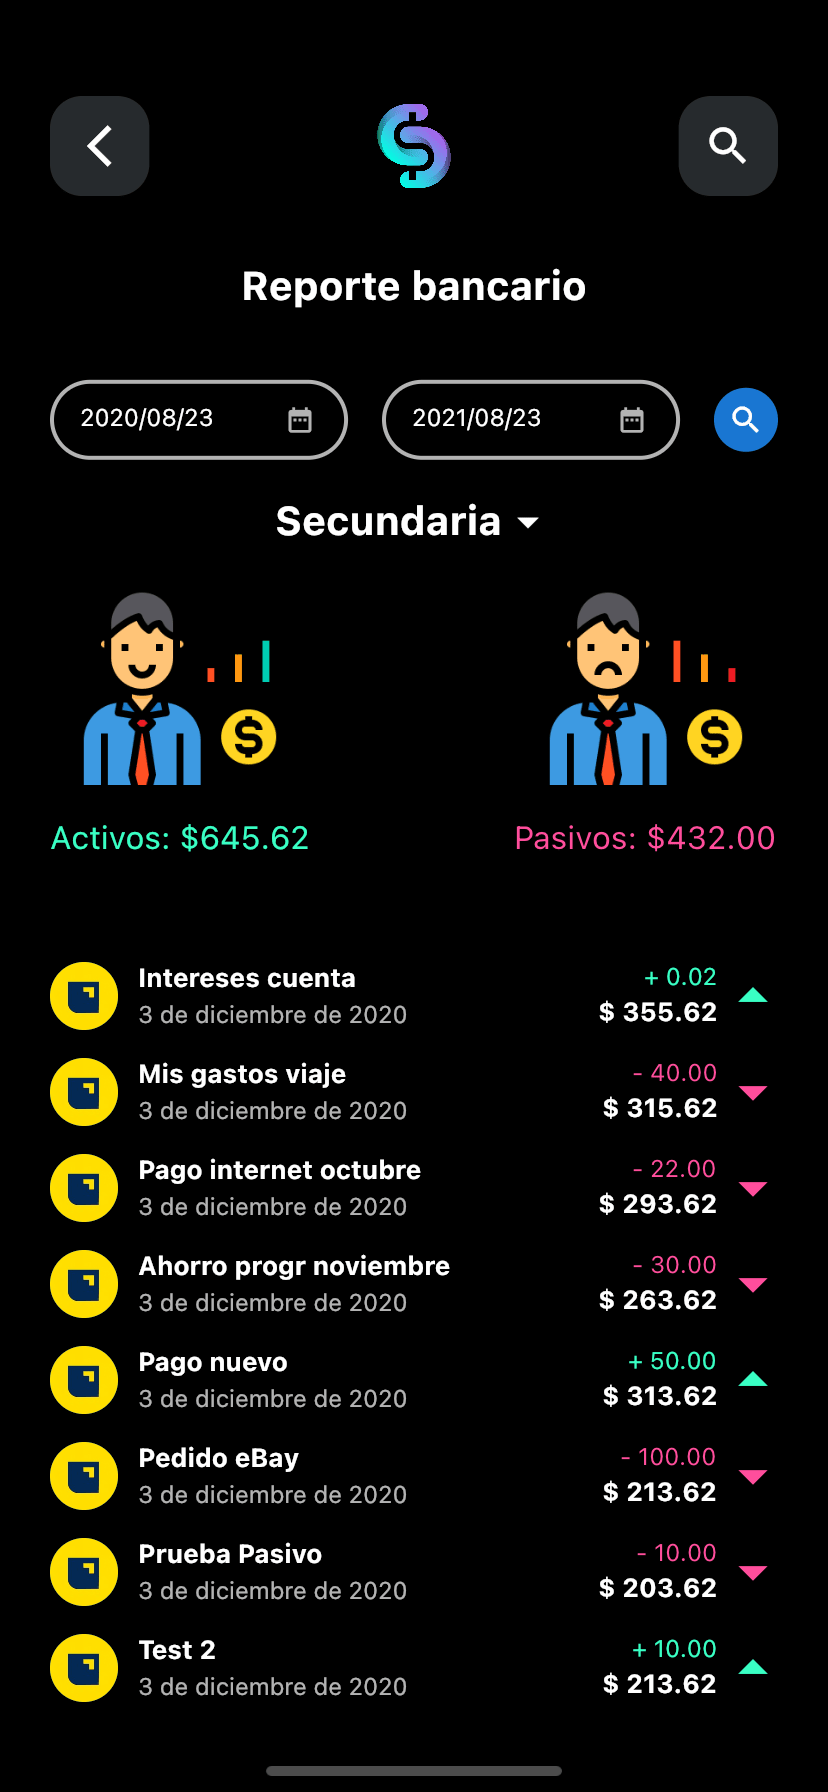 Reporte bancario
2020/08/23
2021/08/23
Secundaria
Activos: $645.62
Pasivos: $432.00
Intereses cuenta
+ 0.02
3 de diciembre de 2020
$ 355.62
Mis gastos viaje
- 40.00
3 de diciembre de 2020
$ 315.62
Pago internet octubre
- 22.00
3 de diciembre de 2020
$ 293.62
Ahorro progr noviembre
- 30.00
3 de diciembre de 2020
$ 263.62
Pago nuevo
+ 50.00
3 de diciembre de 2020
$ 313.62
Pedido eBay
- 100.00
3 de diciembre de 2020
$ 213.62
Prueba Pasivo
- 10.00
3 de diciembre de 2020
$ 203.62
Test 2
+ 10.00
3 de diciembre de 2020
$ 213.62